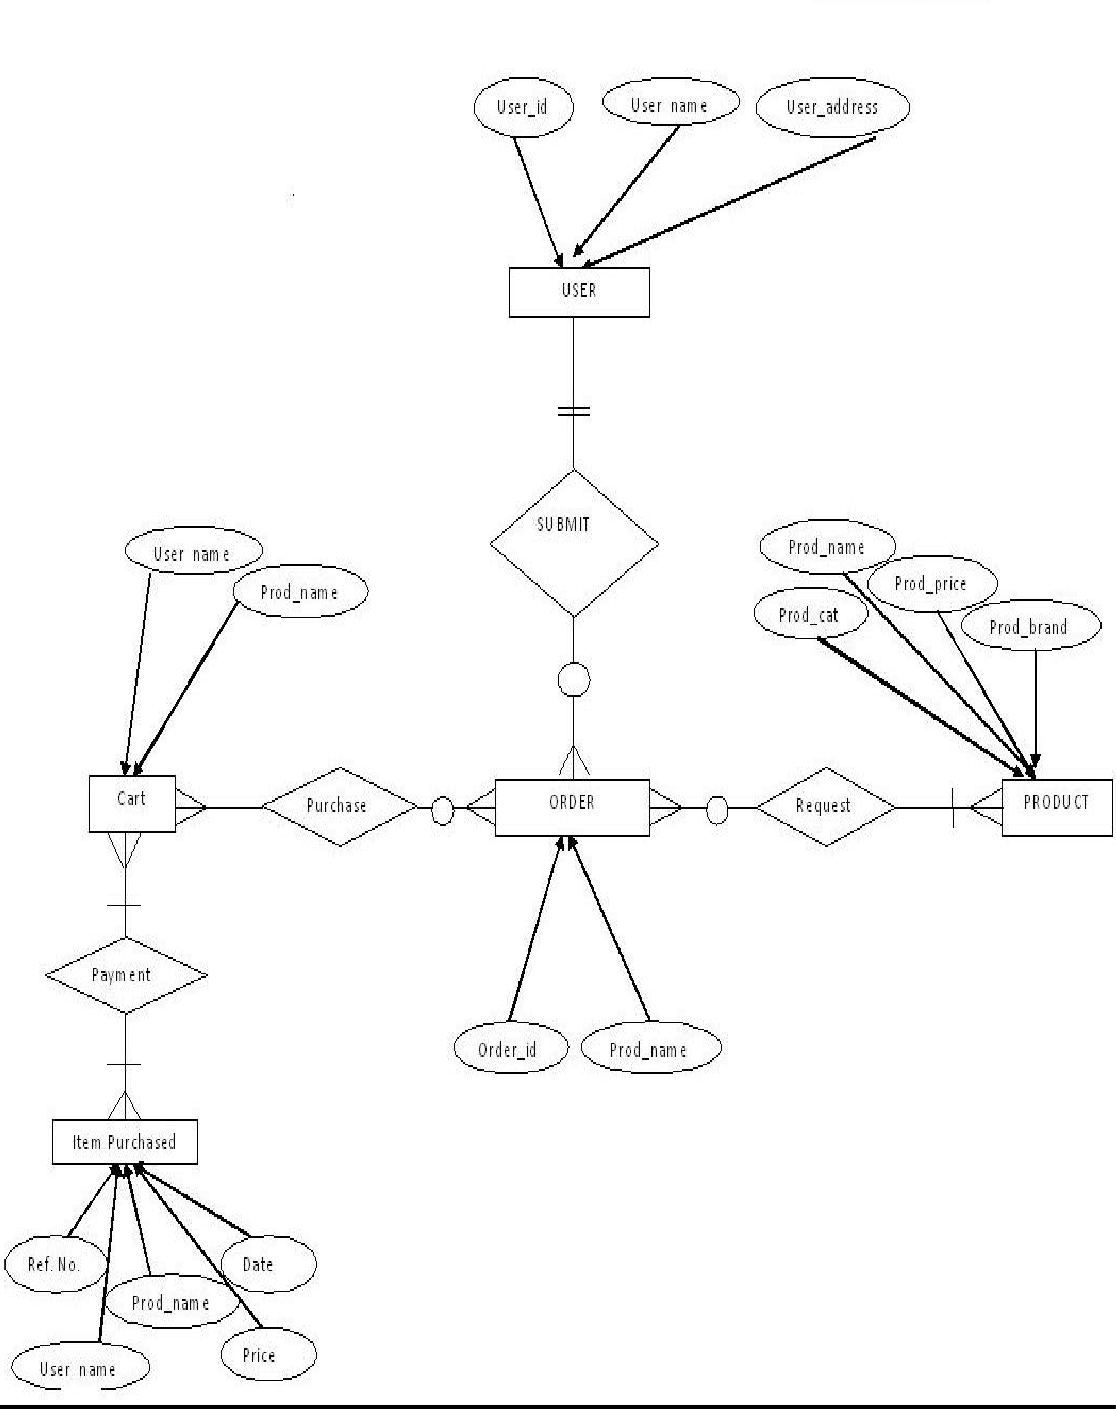 User_id
User name
User_address
USER
SUBMIT
User name
Prod_name
Prod_name
Prod_price
Prod_cat
Prod_brand
Cart
Purchase
ORDER
Request
PRODUCT
Payment
Order_id
Prod_name
Item Purchased
Ref. No.
Date
Prod_name
Price
User name